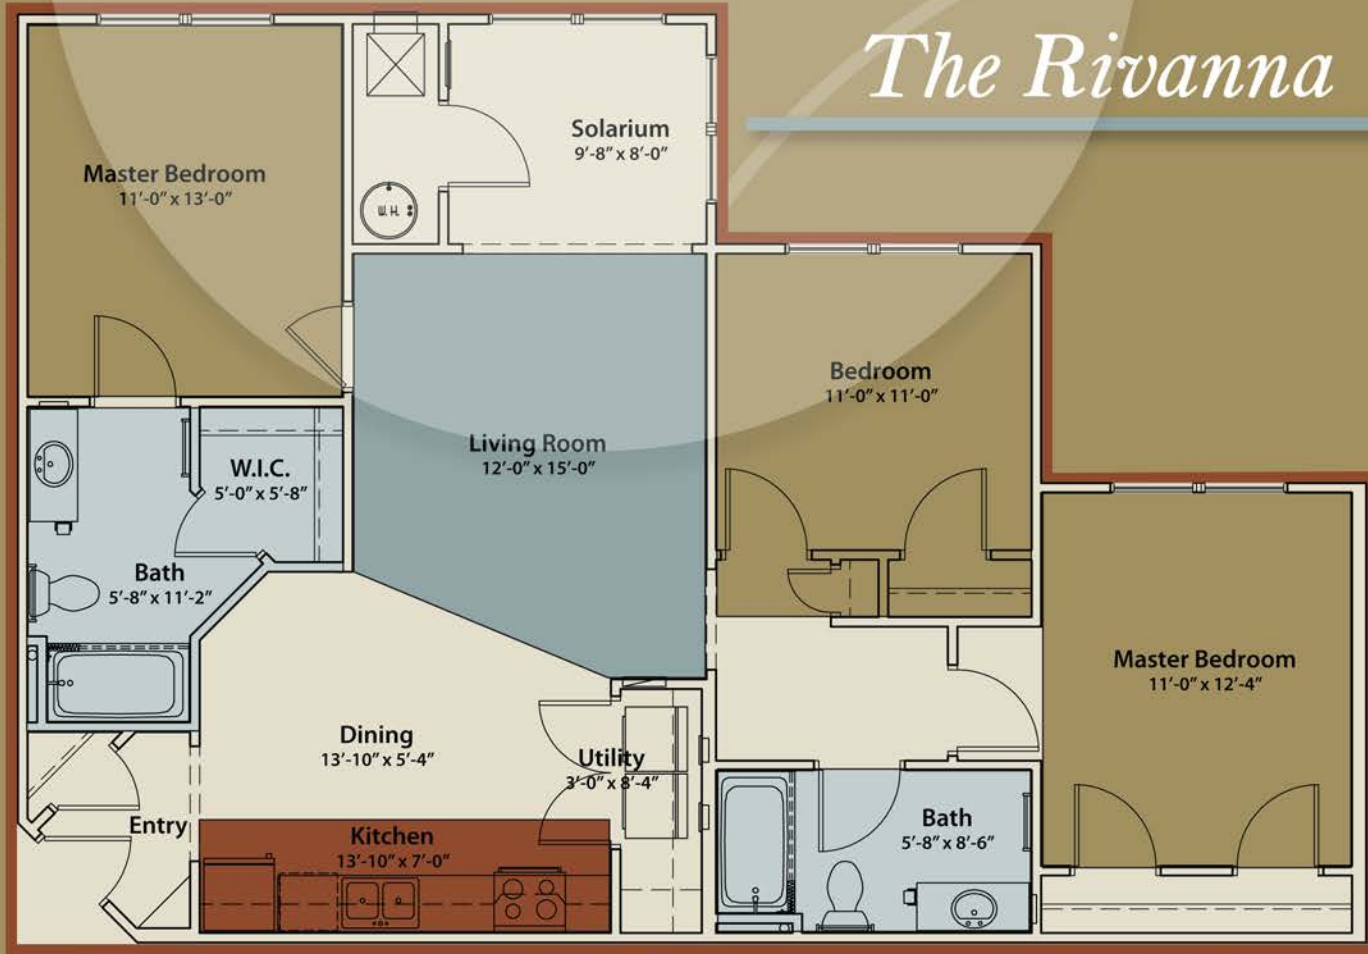 The Rivanna
Solarium
9'-8" x 8'-0"
Master Bedroom
11'-0" x 13'-0"
W.H.
Bedroom
11'-0" x 11'-0"
Living Room
12'-0" x 15'-0"
W.I.C.
5'-0" x 5'-8"
Bath
5'-8" x 11'-2"
Master Bedroom
11'-0" x 12'-4"
Dining
13'-10" x 5'-4"
Utility
3'-0" x 8'-4"
Entry
Kitchen
13'-10" x 7'-0"
Bath
5'-8" x 8'-6"